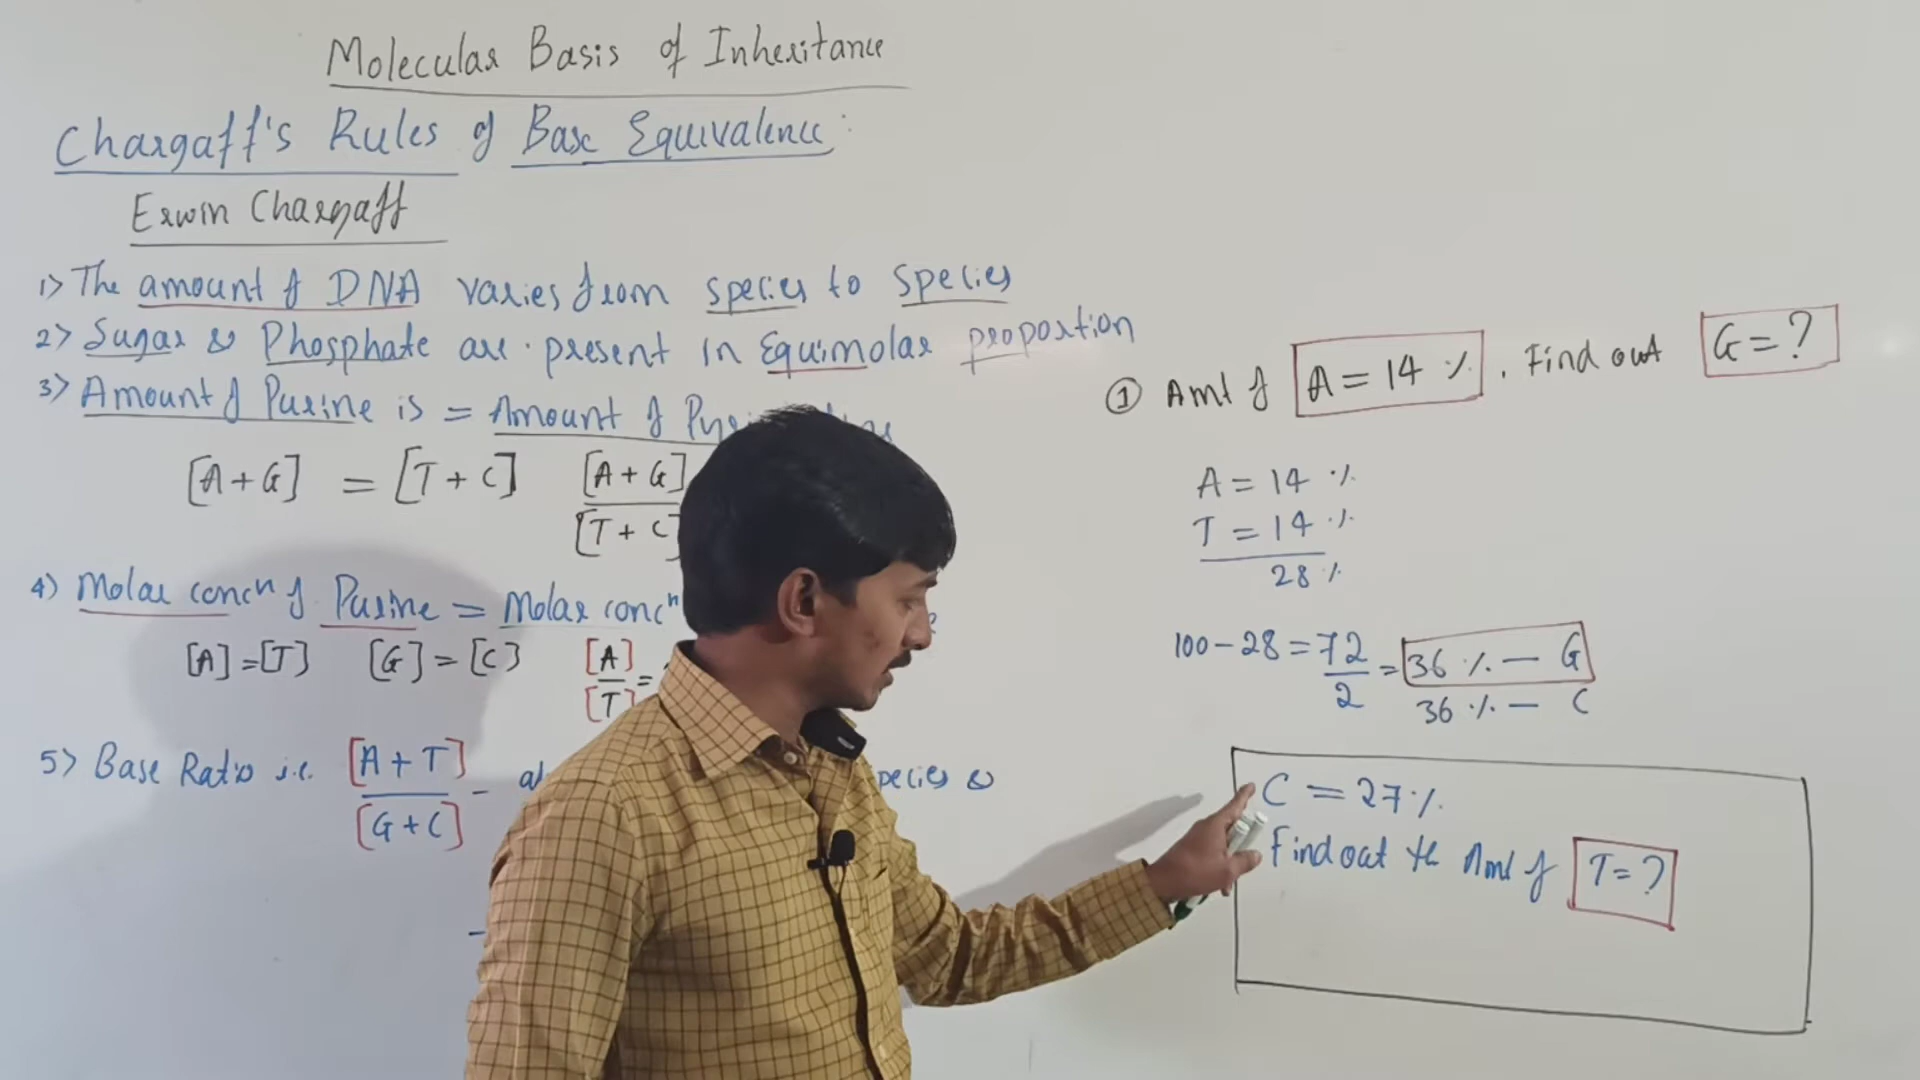 Molecular Basis of Inheritance
Chargaff's Rules of Base Equivalence:
Erwin Chargaff
1> The amount of DNA varies from species to species
2> Sugar & Phosphate are present in Equimolar proportion
3> Amount of Purine is = Amount of
[A+G] = [T+C] [A+G]
[T+C]
4) Molar concn of Purine = Molar concn
[A]=[T] [G]=[C] [A] =
[T]
5> Base Ratio i.e. [A+T] -
[G+C]
① Amt of A = 14 %. Find out G = ?
A = 14 %
T = 14 %
28 %
100 - 28 = 72 = 36 % — G
2 36 % — C
C = 27 %
Find out th Amt of T = ?